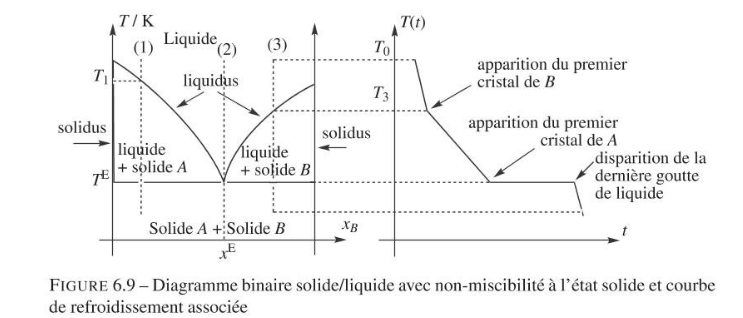 T / K
T(t)
Liquide
(1)
(2)
(3)
T0
T1
liquidus
apparition du premier
cristal de B
T3
solidus
solidus
apparition du premier
cristal de A
liquide
+ solide A
liquide
+ solide B
disparition de la
dernière goutte
de liquide
TE
Solide A + Solide B
xB
t
xE
FIGURE 6.9 – Diagramme binaire solide/liquide avec non-miscibilité à l'état solide et courbe
de refroidissement associée